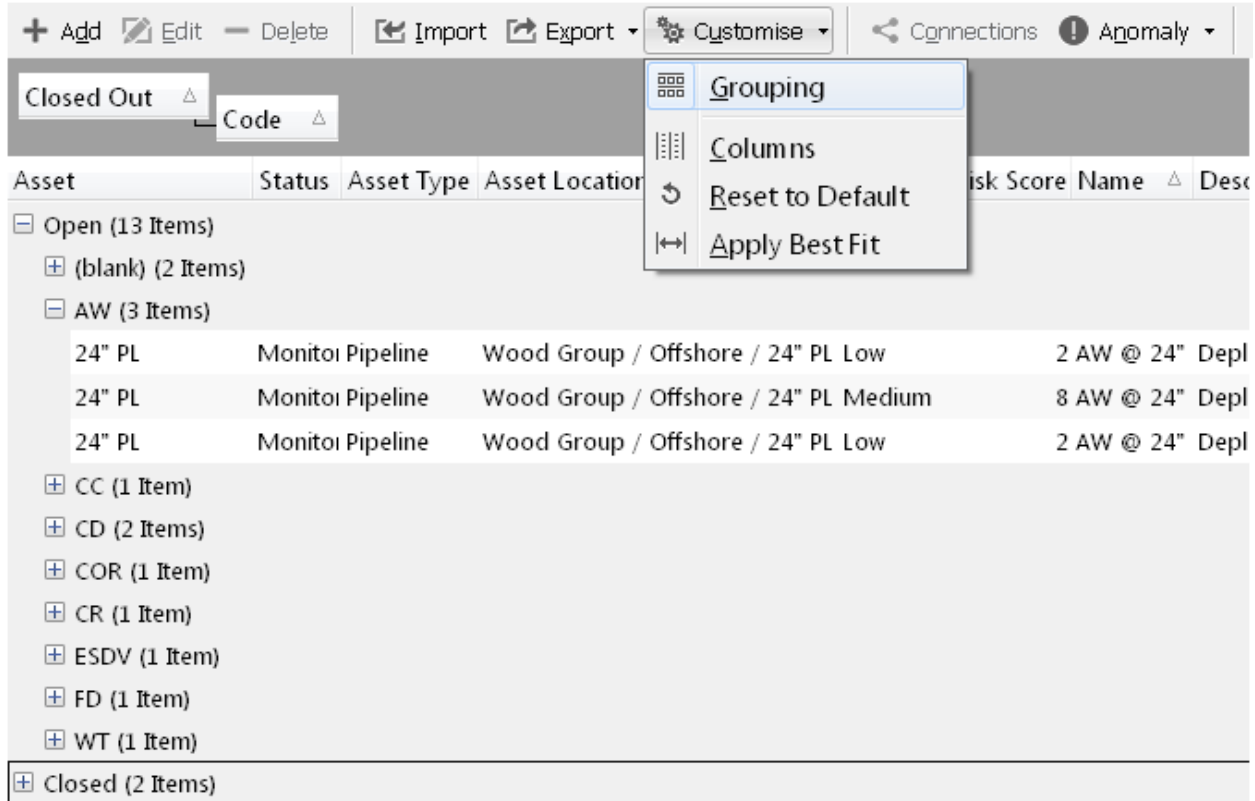 Add Edit Delete Import Export Customise Connections Anomaly
Grouping
Closed Out
Code
Columns
Asset Status Asset Type Asset Location isk Score Name Desc
Reset to Default
Open (13 Items)
Apply Best Fit
(blank) (2 Items)
AW (3 Items)
24" PL Monitor Pipeline Wood Group / Offshore / 24" PL Low 2 AW @ 24" Depl
24" PL Monitor Pipeline Wood Group / Offshore / 24" PL Medium 8 AW @ 24" Depl
24" PL Monitor Pipeline Wood Group / Offshore / 24" PL Low 2 AW @ 24" Depl
CC (1 Item)
CD (2 Items)
COR (1 Item)
CR (1 Item)
ESDV (1 Item)
FD (1 Item)
WT (1 Item)
Closed (2 Items)